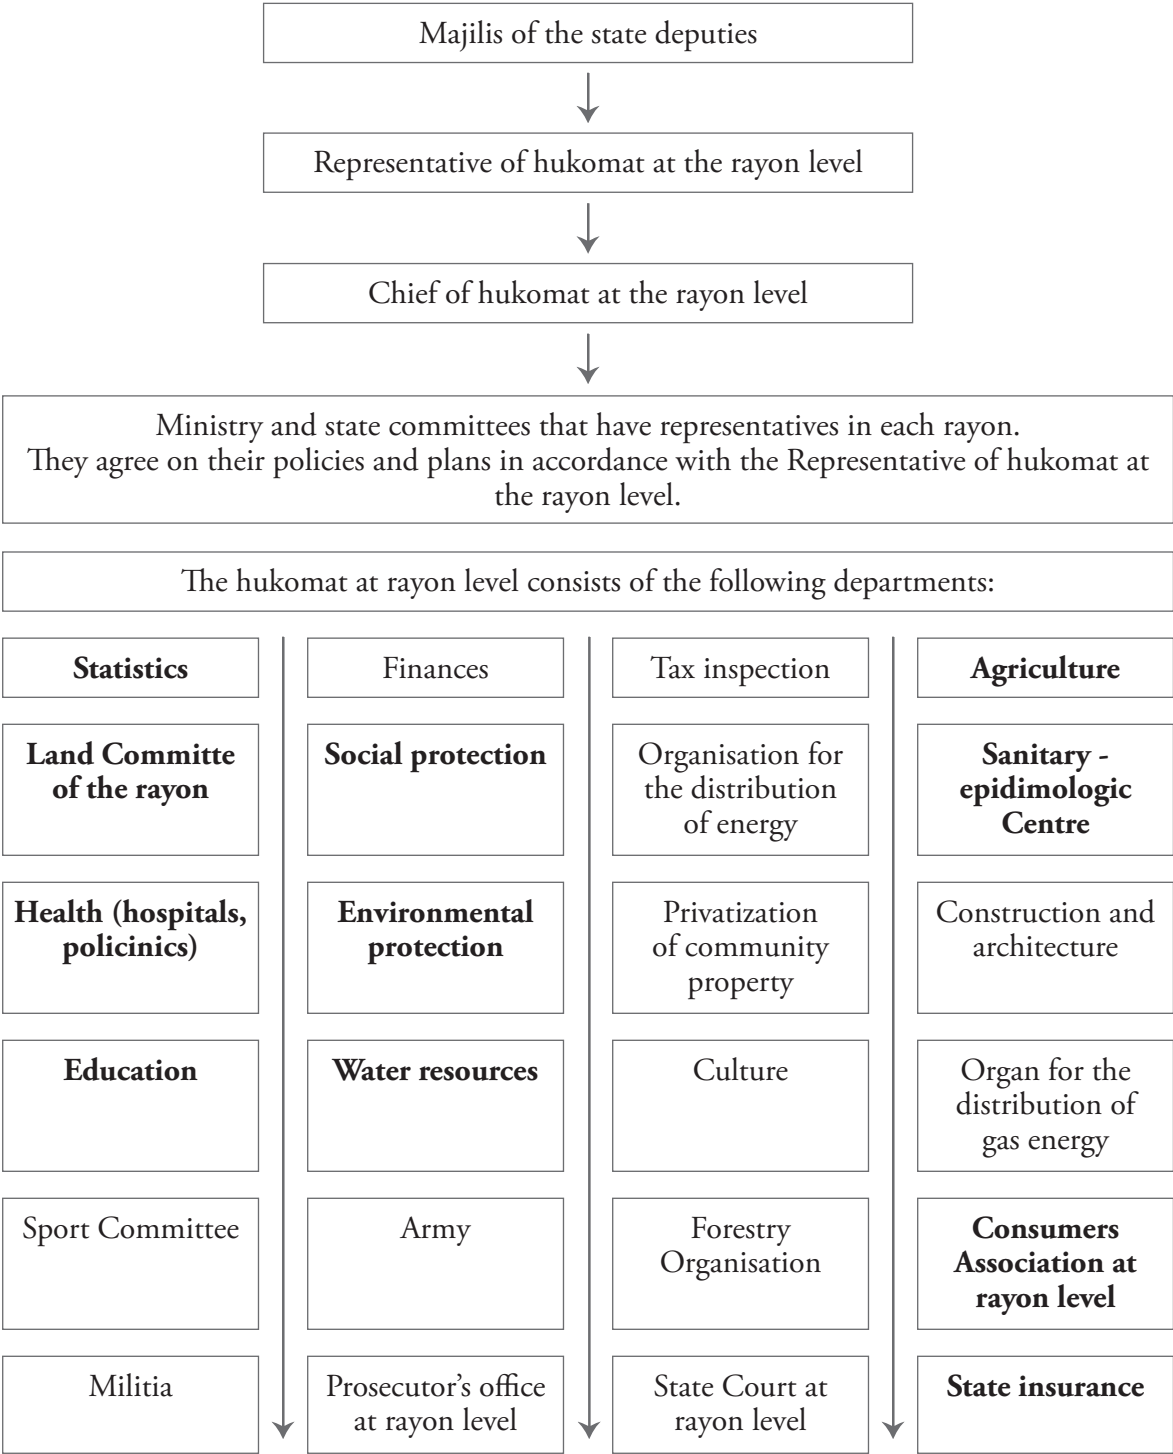 Majilis of the state deputies
Representative of hukomat at the rayon level
Chief of hukomat at the rayon level
Ministry and state committees that have representatives in each rayon.
They agree on their policies and plans in accordance with the Representative of hukomat at
the rayon level.
The hukomat at rayon level consists of the following departments:
Statistics
Finances
Tax inspection
Agriculture
Land Committe
of the rayon
Social protection
Organisation for
the distribution
of energy
Sanitary -
epidimologic
Centre
Health (hospitals,
policinics)
Environmental
protection
Privatization
of community
property
Construction and
architecture
Education
Water resources
Culture
Organ for the
distribution of
gas energy
Sport Committee
Army
Forestry
Organisation
Consumers
Association at
rayon level
Militia
Prosecutor’s office
at rayon level
State Court at
rayon level
State insurance